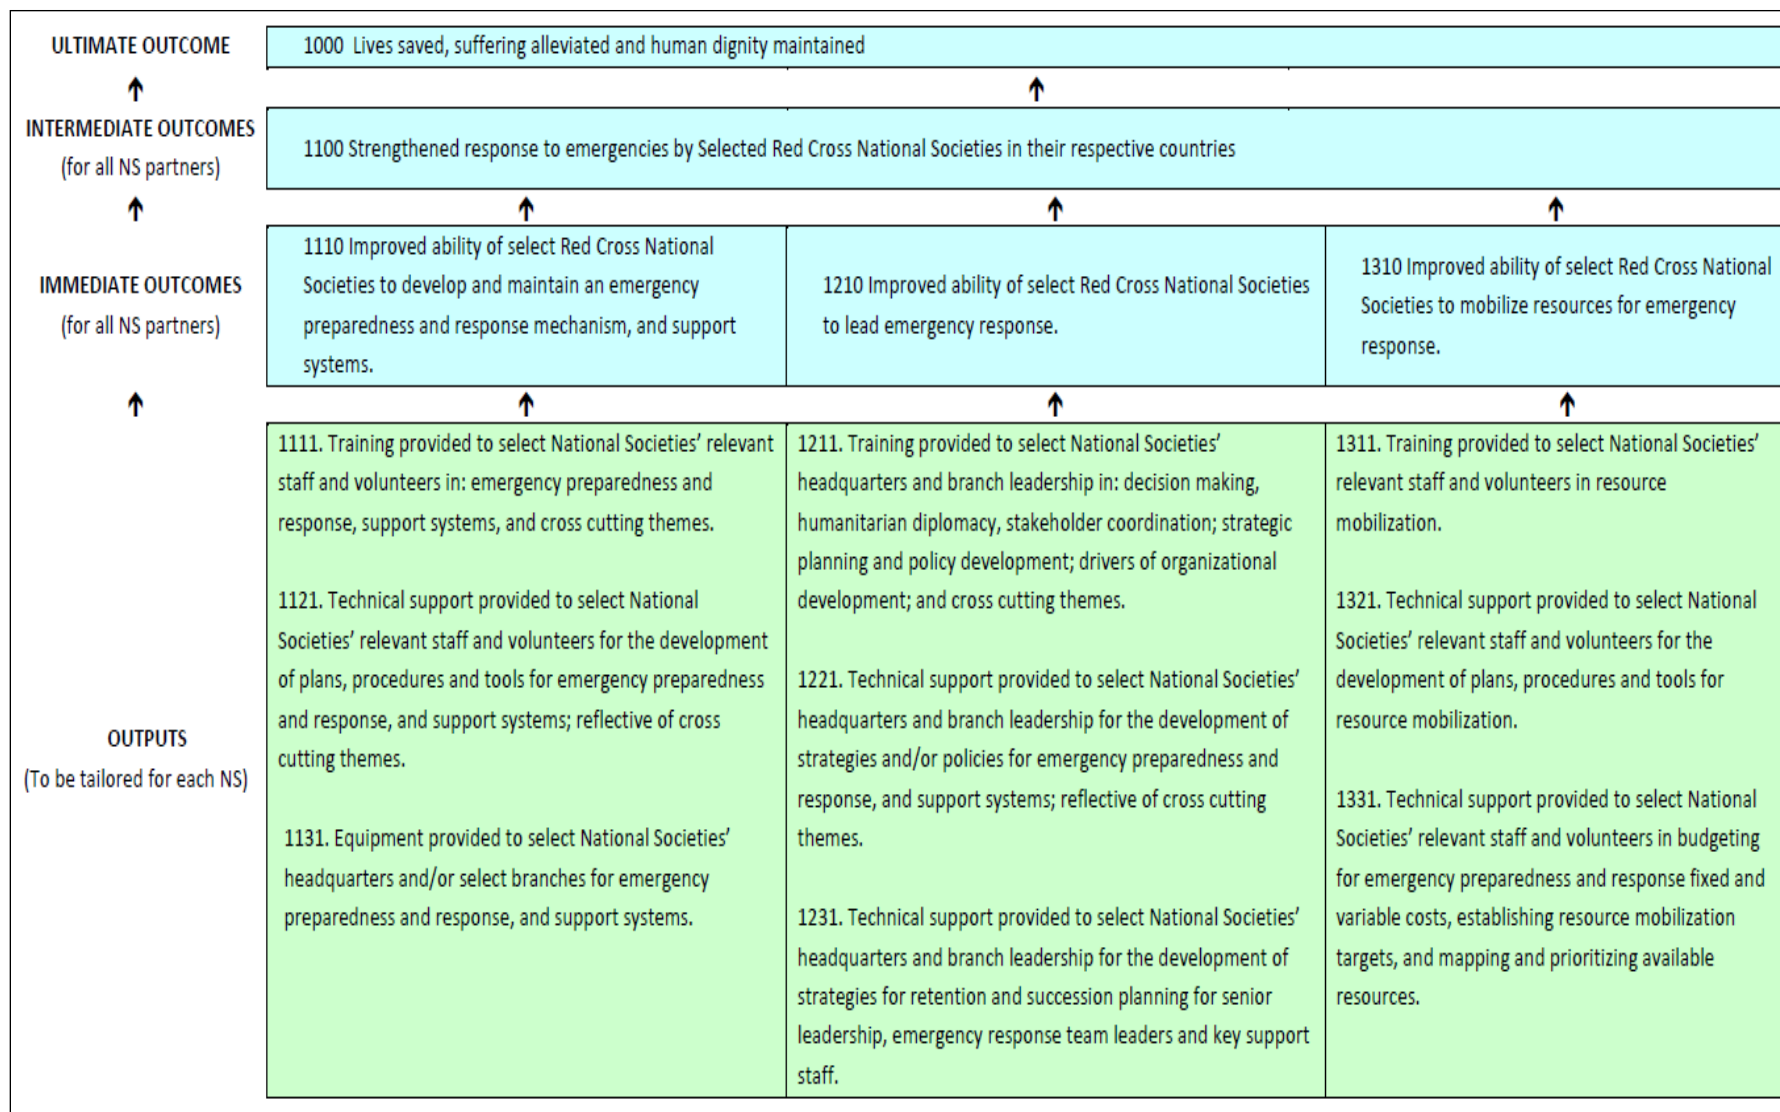 ULTIMATE OUTCOME
1000 Lives saved, suffering alleviated and human dignity maintained
INTERMEDIATE OUTCOMES
(for all NS partners)
1100 Strengthened response to emergencies by Selected Red Cross National Societies in their respective countries
IMMEDIATE OUTCOMES
(for all NS partners)
1110 Improved ability of select Red Cross National
Societies to develop and maintain an emergency
preparedness and response mechanism, and support
systems.
1210 Improved ability of select Red Cross National Societies
to lead emergency response.
1310 Improved ability of select Red Cross National
Societies to mobilize resources for emergency
response.
OUTPUTS
(To be tailored for each NS)
1111. Training provided to select National Societies’ relevant
staff and volunteers in: emergency preparedness and
response, support systems, and cross cutting themes.
1121. Technical support provided to select National
Societies’ relevant staff and volunteers for the development
of plans, procedures and tools for emergency preparedness
and response, and support systems; reflective of cross
cutting themes.
1131. Equipment provided to select National Societies’
headquarters and/or select branches for emergency
preparedness and response, and support systems.
1211. Training provided to select National Societies’
headquarters and branch leadership in: decision making,
humanitarian diplomacy, stakeholder coordination; strategic
planning and policy development; drivers of organizational
development; and cross cutting themes.
1221. Technical support provided to select National Societies’
headquarters and branch leadership for the development of
strategies and/or policies for emergency preparedness and
response, and support systems; reflective of cross cutting
themes.
1231. Technical support provided to select National Societies’
headquarters and branch leadership for the development of
strategies for retention and succession planning for senior
leadership, emergency response team leaders and key support
staff.
1311. Training provided to select National Societies’
relevant staff and volunteers in resource
mobilization.
1321. Technical support provided to select National
Societies’ relevant staff and volunteers for the
development of plans, procedures and tools for
resource mobilization.
1331. Technical support provided to select National
Societies’ relevant staff and volunteers in budgeting
for emergency preparedness and response fixed and
variable costs, establishing resource mobilization
targets, and mapping and prioritizing available
resources.